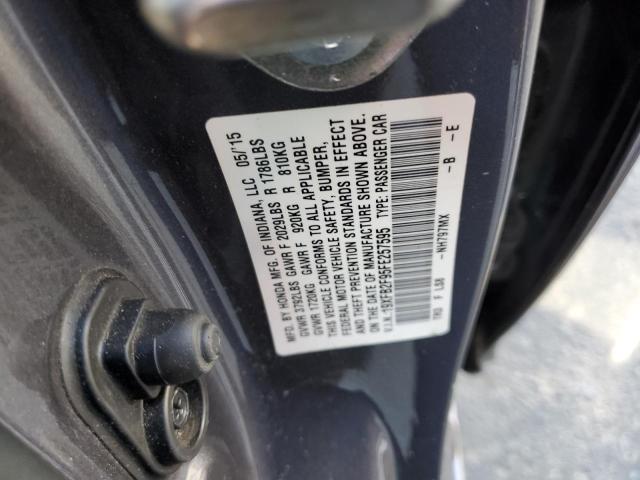 MFD. BY HONDA MFG. OF INDIANA, LLC 05/'15
GVWR 3792LBS GAWR F 2029LBS R 1786LBS
GVWR 1720KG GAWR F 920KG R 810KG
THIS VEHICLE CONFORMS TO ALL APPLICABLE
FEDERAL MOTOR VEHICLE SAFETY, BUMPER,
AND THEFT PREVENTION STANDARDS IN EFFECT
ON THE DATE OF MANUFACTURE SHOWN ABOVE.
V.I.N.:19XFB2F95FE257595 TYPE: PASSENGER CAR
TR0 F LS8 -NH797MX -B -E